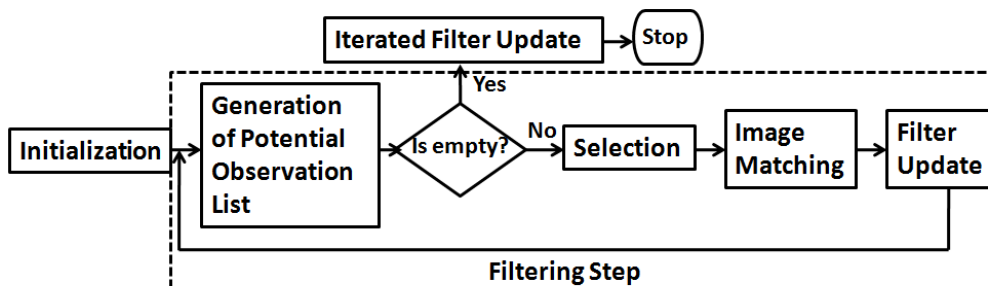 Iterated Filter Update
Stop
Yes
Initialization
Generation
of Potential
Observation
List
Is empty?
No
Selection
Image
Matching
Filter
Update
Filtering Step